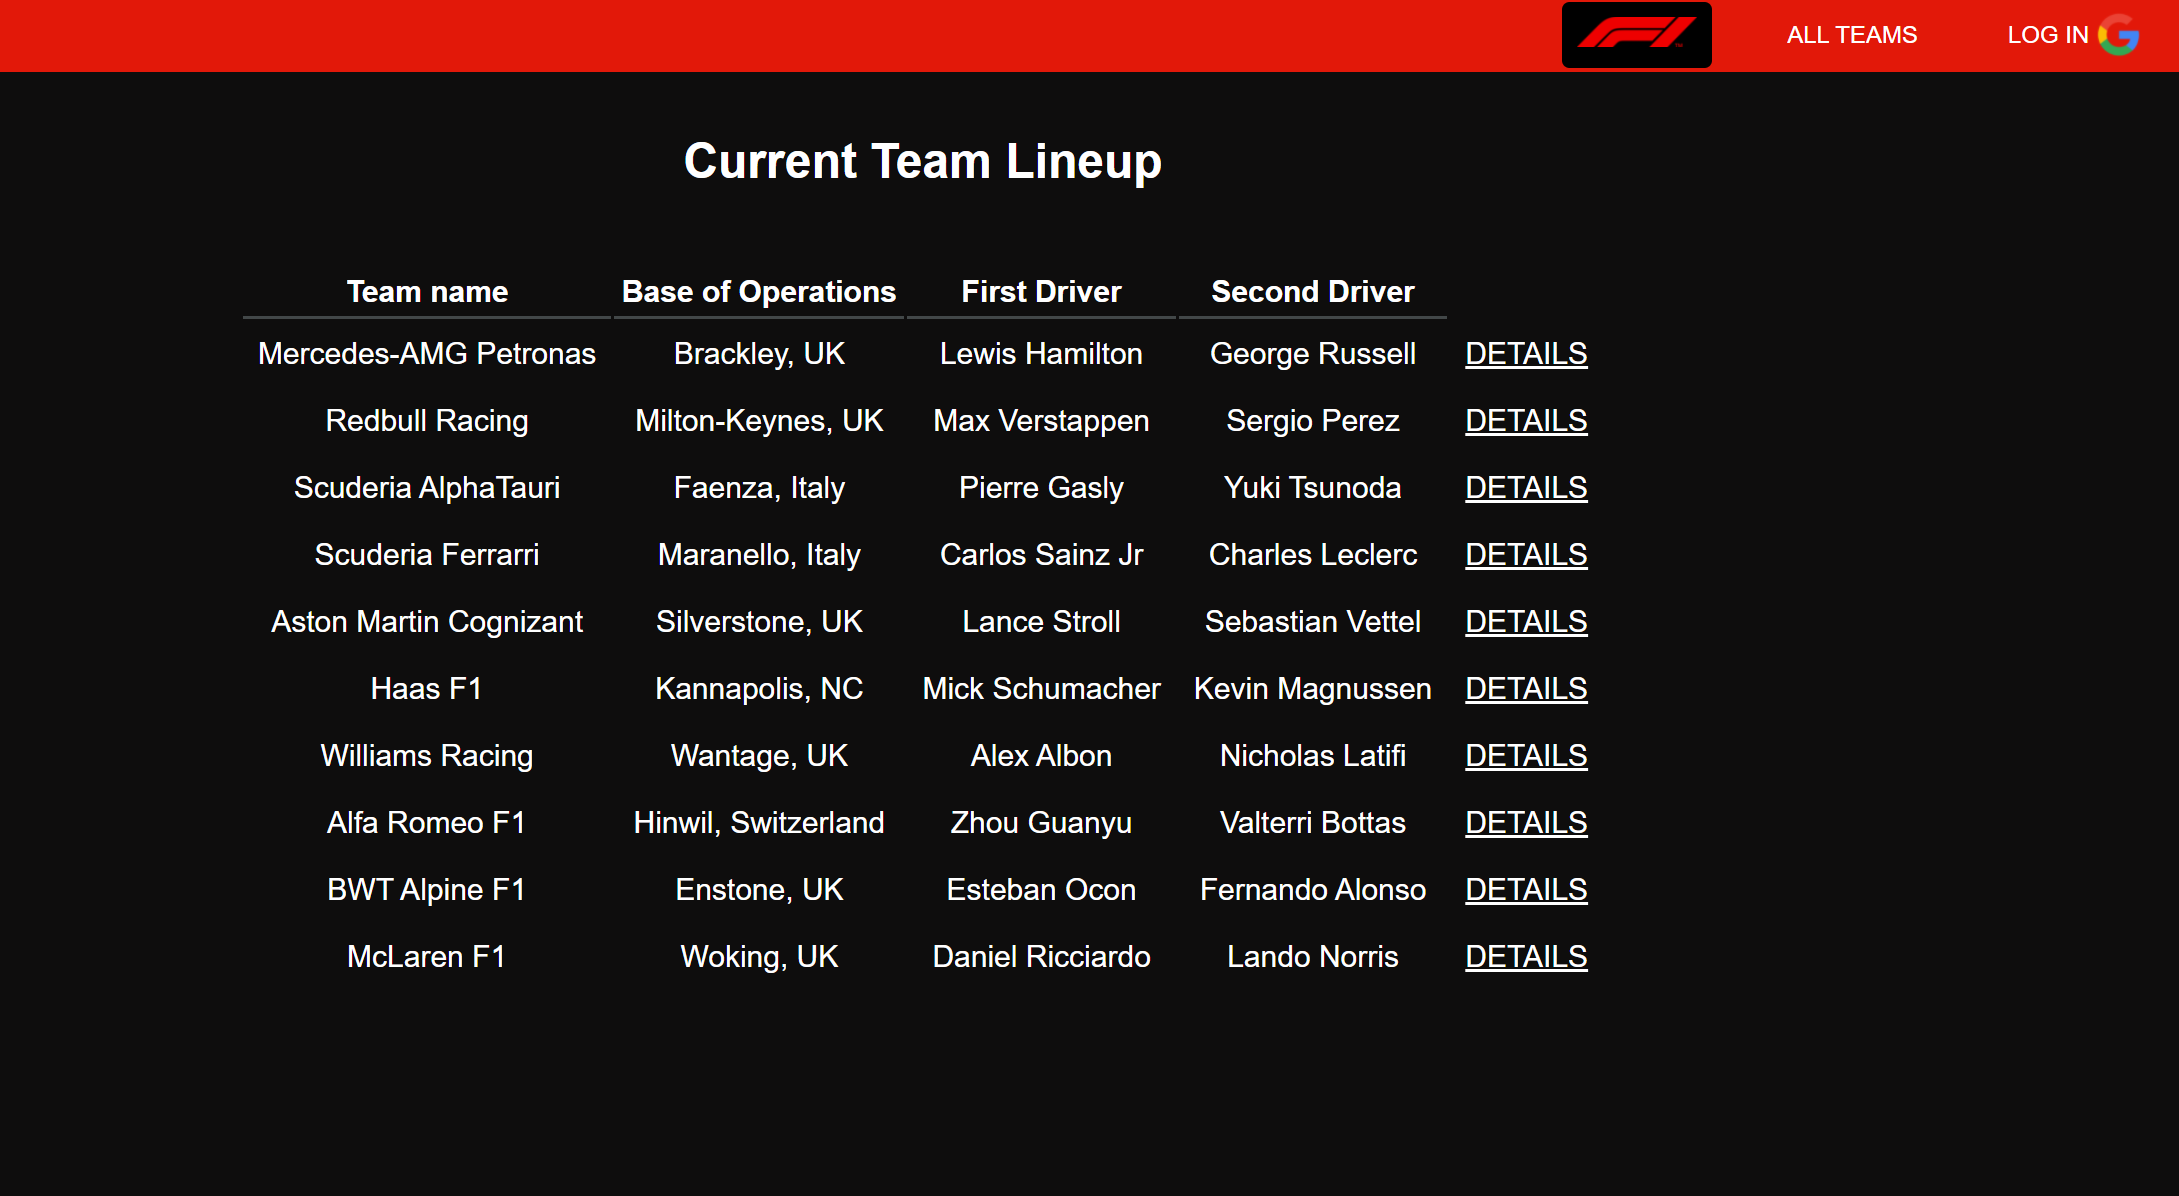 F1 ALL TEAMS LOG IN
Current Team Lineup
Team name Base of Operations First Driver Second Driver
Mercedes-AMG Petronas Brackley, UK Lewis Hamilton George Russell DETAILS
Redbull Racing Milton-Keynes, UK Max Verstappen Sergio Perez DETAILS
Scuderia AlphaTauri Faenza, Italy Pierre Gasly Yuki Tsunoda DETAILS
Scuderia Ferrarri Maranello, Italy Carlos Sainz Jr Charles Leclerc DETAILS
Aston Martin Cognizant Silverstone, UK Lance Stroll Sebastian Vettel DETAILS
Haas F1 Kannapolis, NC Mick Schumacher Kevin Magnussen DETAILS
Williams Racing Wantage, UK Alex Albon Nicholas Latifi DETAILS
Alfa Romeo F1 Hinwil, Switzerland Zhou Guanyu Valterri Bottas DETAILS
BWT Alpine F1 Enstone, UK Esteban Ocon Fernando Alonso DETAILS
McLaren F1 Woking, UK Daniel Ricciardo Lando Norris DETAILS